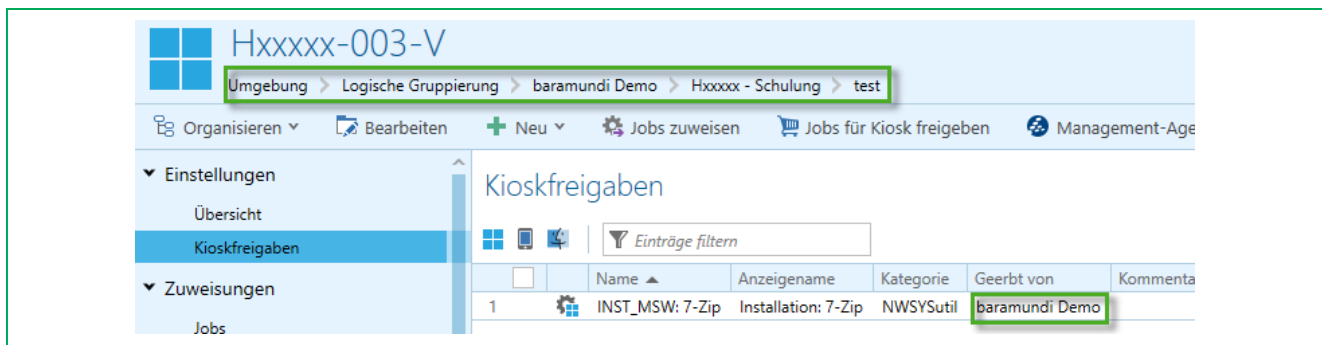 Hxxxxx-003-V
Umgebung > Logische Gruppierung > baramundi Demo > Hxxxxx - Schulung > test
Organisieren Bearbeiten Neu Jobs zuweisen Jobs für Kiosk freigeben Management-Age
Einstellungen
Übersicht
Kioskfreigaben
Zuweisungen
Jobs
Kioskfreigaben
Einträge filtern
Name Anzeigename Kategorie Geerbt von Kommenta
1 INST_MSW: 7-Zip Installation: 7-Zip NWSYSutil baramundi Demo